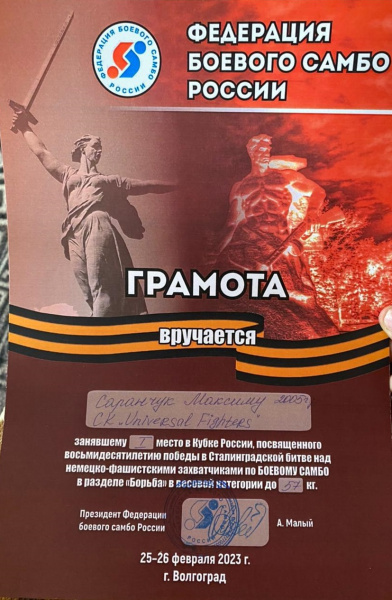 ФЕДЕРАЦИЯ БОЕВОГО САМБО
РОССИИ
ФЕДЕРАЦИЯ
БОЕВОГО САМБО
РОССИИ
ГРАМОТА
вручается
Саранчук Максиму 2005г
СК „Universal Fighters"
занявшему I место в Кубке России, посвященного
восьмидесятилетию победы в Сталинградской битве над
немецко-фашистскими захватчиками по БОЕВОМУ САМБО
в разделе «Борьба» в весовой категории до 57 кг.
Президент Федерации
боевого самбо России
А. Малый
25-26 февраля 2023 г.
г. Волгоград